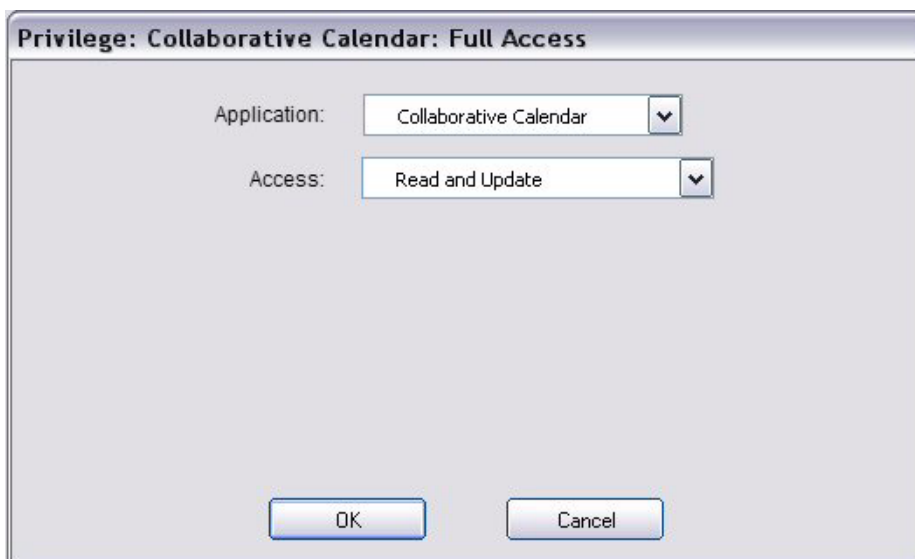 Privilege: Collaborative Calendar: Full Access
Application: Collaborative Calendar
Access: Read and Update
OK Cancel